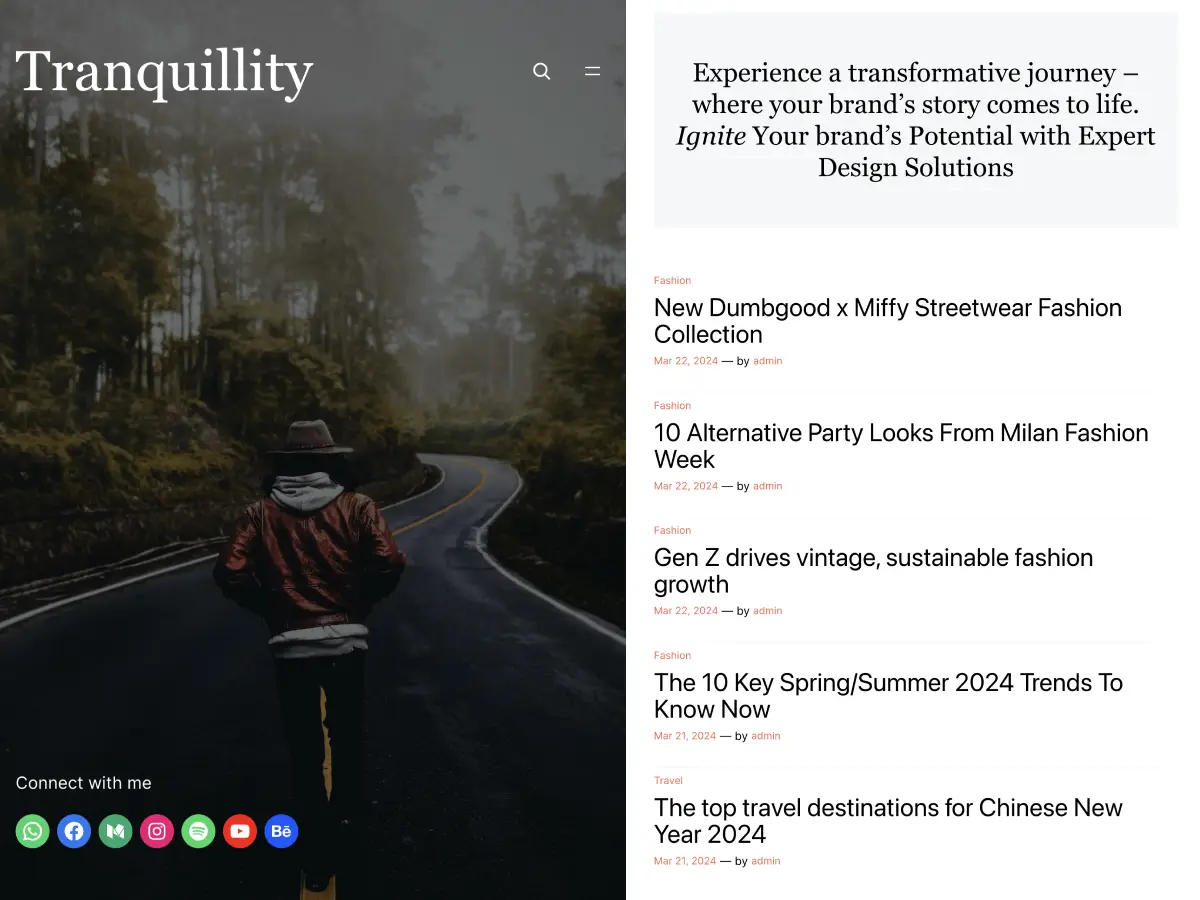 Tranquillity
Connect with me
Bē
Experience a transformative journey –
where your brand’s story comes to life.
Ignite Your brand’s Potential with Expert
Design Solutions
Fashion
New Dumbgood x Miffy Streetwear Fashion
Collection
Mar 22, 2024 — by admin
Fashion
10 Alternative Party Looks From Milan Fashion
Week
Mar 22, 2024 — by admin
Fashion
Gen Z drives vintage, sustainable fashion
growth
Mar 22, 2024 — by admin
Fashion
The 10 Key Spring/Summer 2024 Trends To
Know Now
Mar 21, 2024 — by admin
Travel
The top travel destinations for Chinese New
Year 2024
Mar 21, 2024 — by admin